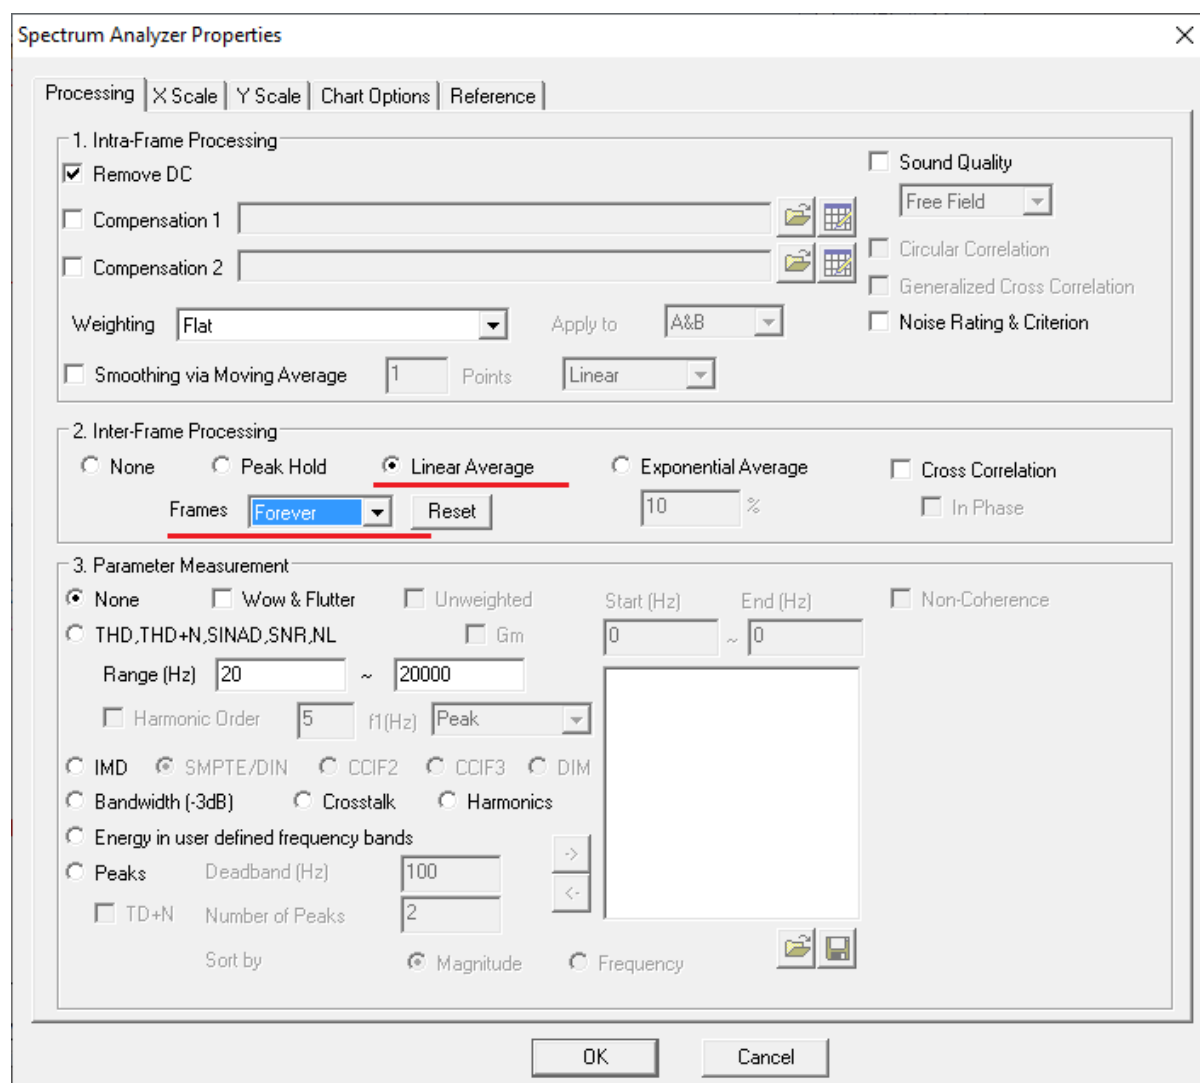 Spectrum Analyzer Properties
Processing X Scale Y Scale Chart Options Reference
1. Intra-Frame Processing
Remove DC
Sound Quality
Free Field
Compensation 1
Circular Correlation
Compensation 2
Generalized Cross Correlation
Weighting Flat Apply to A&B Noise Rating & Criterion
Smoothing via Moving Average 1 Points Linear
2. Inter-Frame Processing
None Peak Hold Linear Average Exponential Average Cross Correlation
Frames Forever Reset 10 % In Phase
3. Parameter Measurement
None Wow & Flutter Unweighted Start (Hz) End (Hz) Non-Coherence
THD,THD+N,SINAD,SNR,NL Gm 0 ~ 0
Range (Hz) 20 ~ 20000
Harmonic Order 5 f1(Hz) Peak
IMD SMPTE/DIN CCIF2 CCIF3 DIM
Bandwidth (-3dB) Crosstalk Harmonics
Energy in user defined frequency bands
->
Peaks Deadband (Hz) 100
<-
TD+N Number of Peaks 2
Sort by Magnitude Frequency
OK Cancel